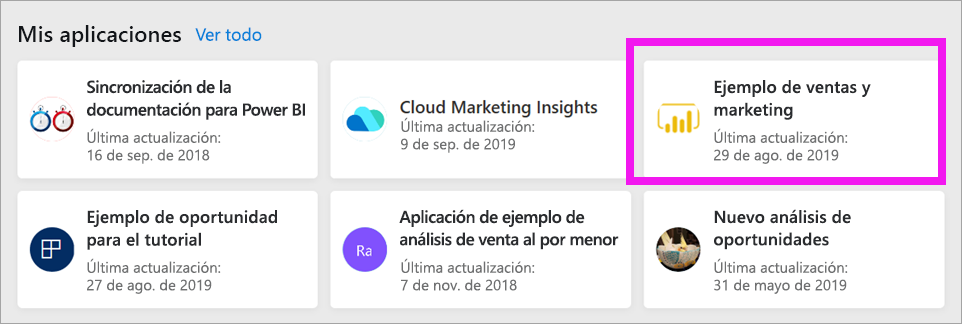 Mis aplicaciones Ver todo
Sincronización de la
documentación para Power BI
Última actualización:
16 de sep. de 2018
Cloud Marketing Insights
Última actualización:
9 de sep. de 2019
Ejemplo de ventas y
marketing
Última actualización:
29 de ago. de 2019
Ejemplo de oportunidad
para el tutorial
Última actualización:
27 de ago. de 2019
Ra
Aplicación de ejemplo de
análisis de venta al por menor
Última actualización:
7 de nov. de 2018
Nuevo análisis de
oportunidades
Última actualización:
31 de mayo de 2019